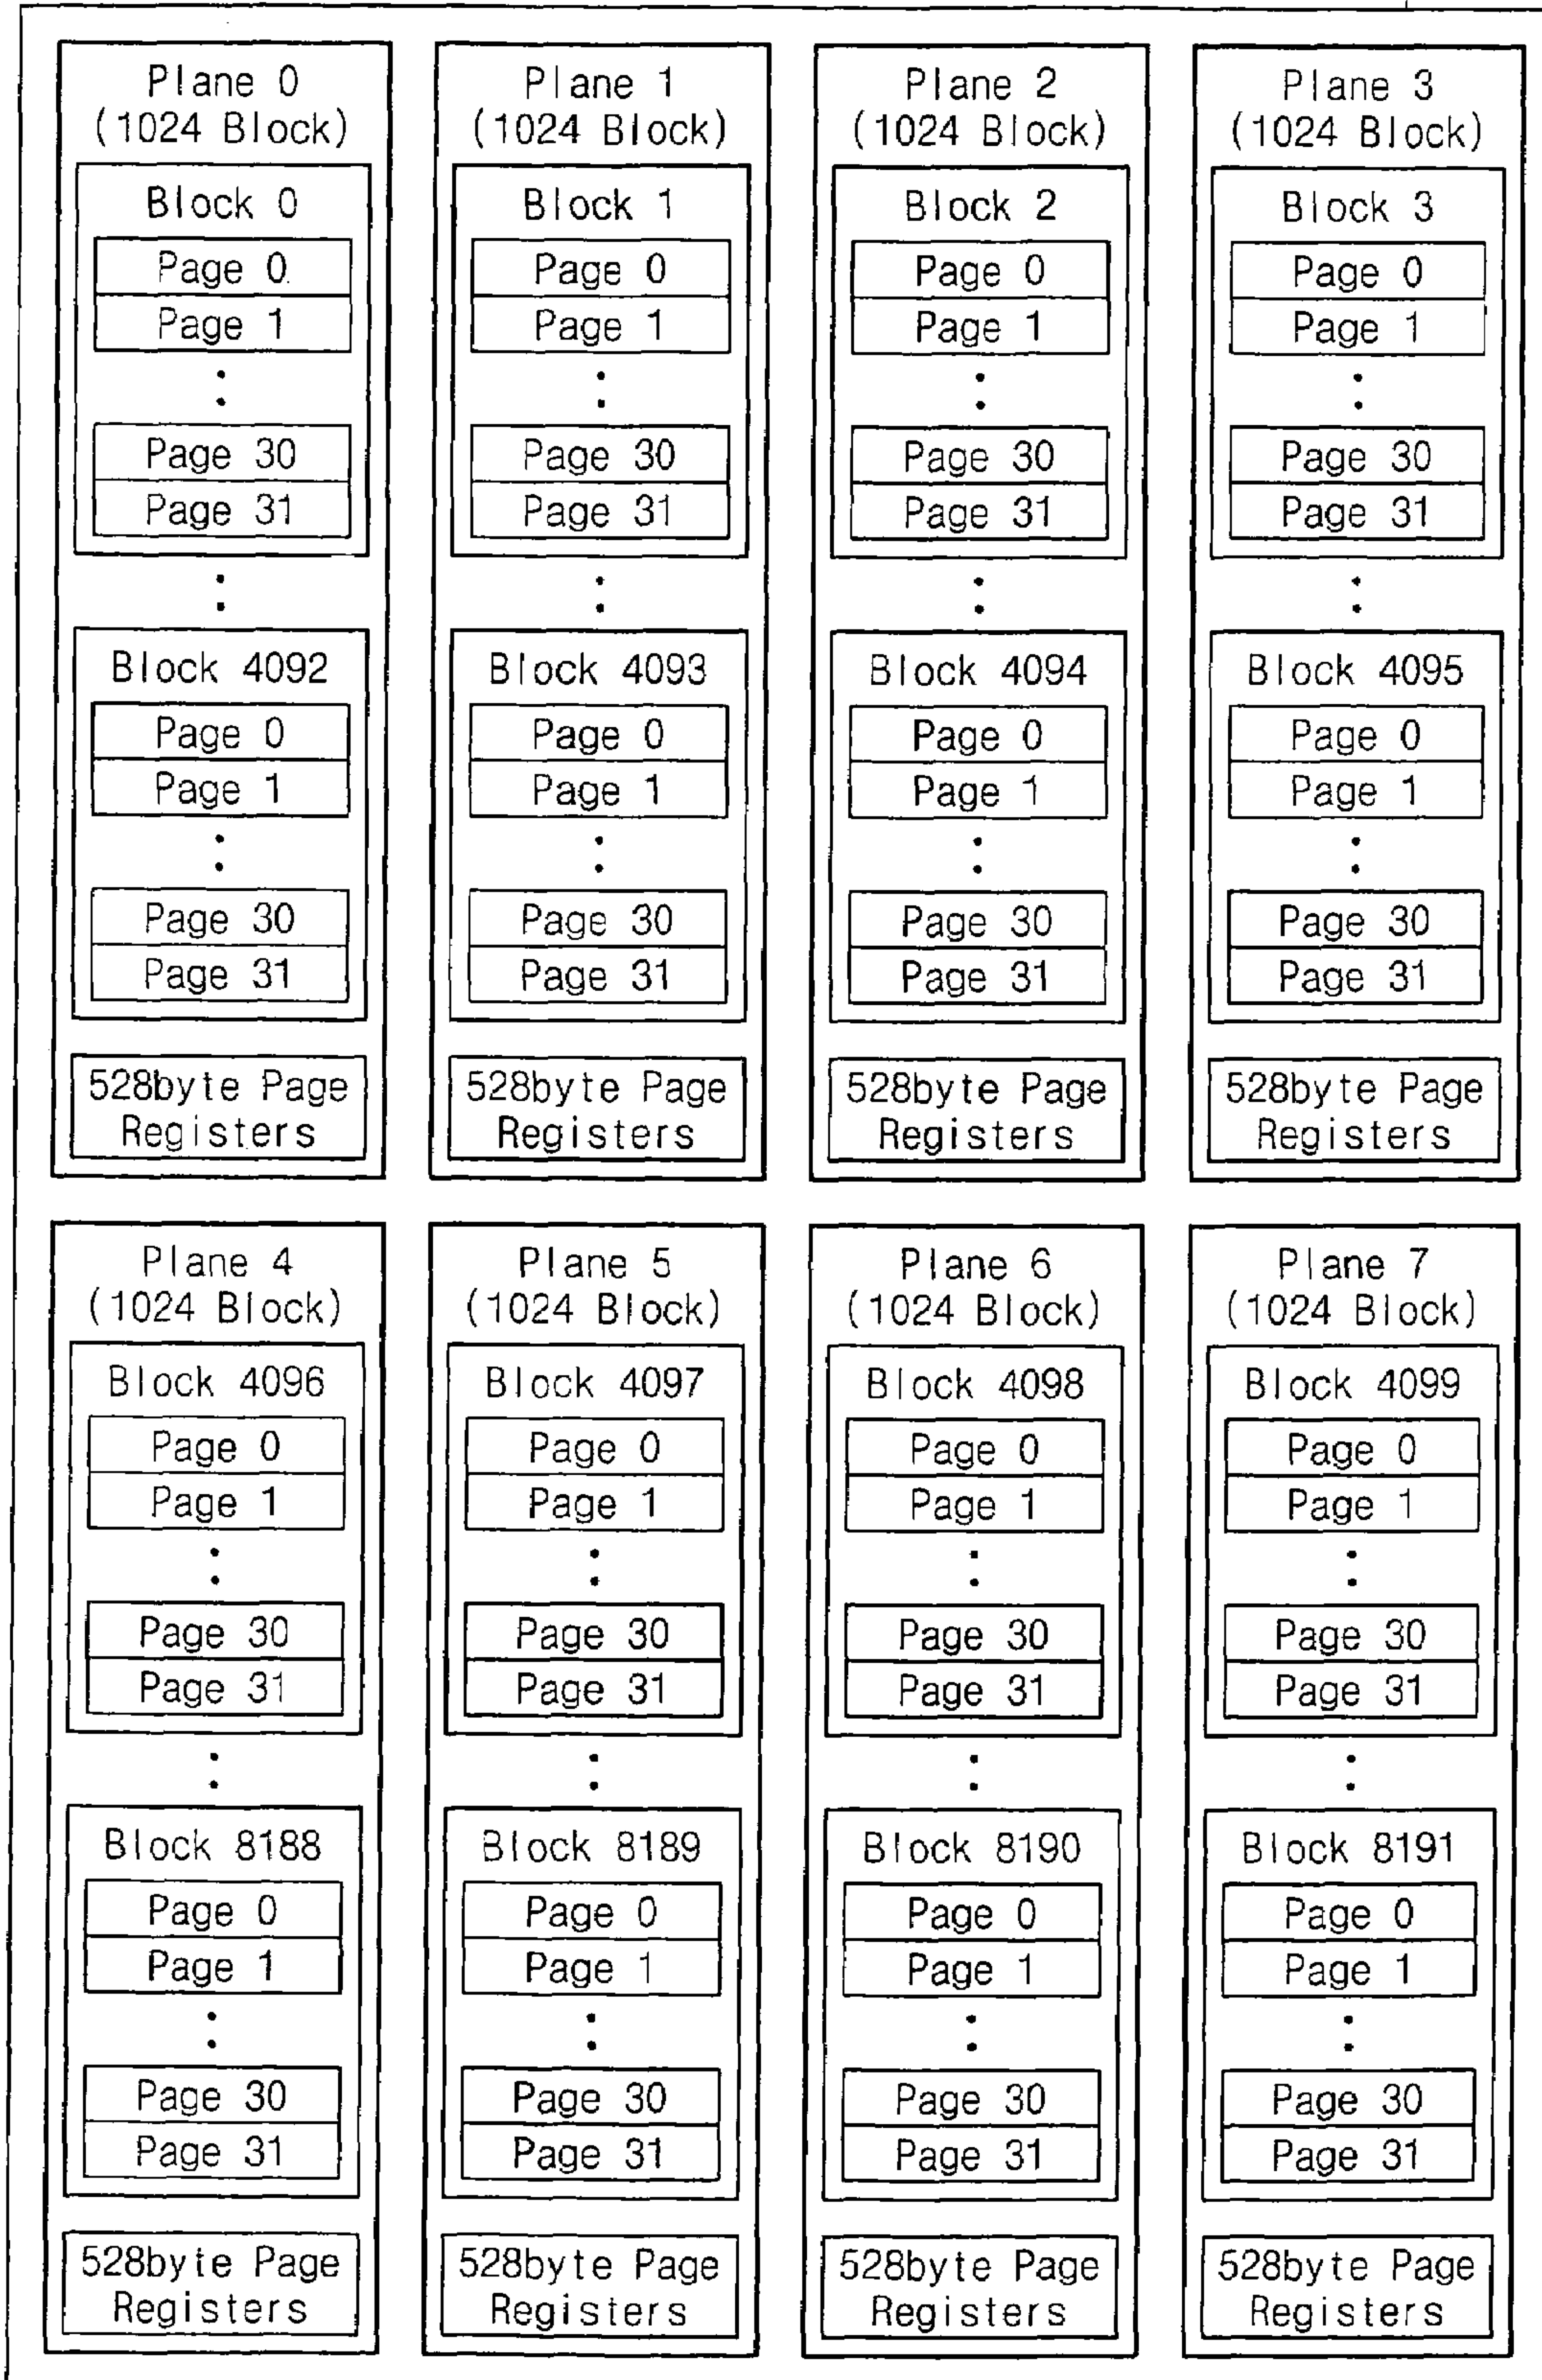 Plane 0
(1024 Block)
Block 0
Page 0
Page 1
Page 30
Page 31
Block 4092
Page 0
Page 1
Page 30
Page 31
528byte Page
Registers
Plane 1
(1024 Block)
Block 1
Page 0
Page 1
Page 30
Page 31
Block 4093
Page 0
Page 1
Page 30
Page 31
528byte Page
Registers
Plane 2
(1024 Block)
Block 2
Page 0
Page 1
Page 30
Page 31
Block 4094
Page 0
Page 1
Page 30
Page 31
528byte Page
Registers
Plane 3
(1024 Block)
Block 3
Page 0
Page 1
Page 30
Page 31
Block 4095
Page 0
Page 1
Page 30
Page 31
528byte Page
Registers
Plane 4
(1024 Block)
Block 4096
Page 0
Page 1
Page 30
Page 31
Block 8188
Page 0
Page 1
Page 30
Page 31
528byte Page
Registers
Plane 5
(1024 Block)
Block 4097
Page 0
Page 1
Page 30
Page 31
Block 8189
Page 0
Page 1
Page 30
Page 31
528byte Page
Registers
Plane 6
(1024 Block)
Block 4098
Page 0
Page 1
Page 30
Page 31
Block 8190
Page 0
Page 1
Page 30
Page 31
528byte Page
Registers
Plane 7
(1024 Block)
Block 4099
Page 0
Page 1
Page 30
Page 31
Block 8191
Page 0
Page 1
Page 30
Page 31
528byte Page
Registers